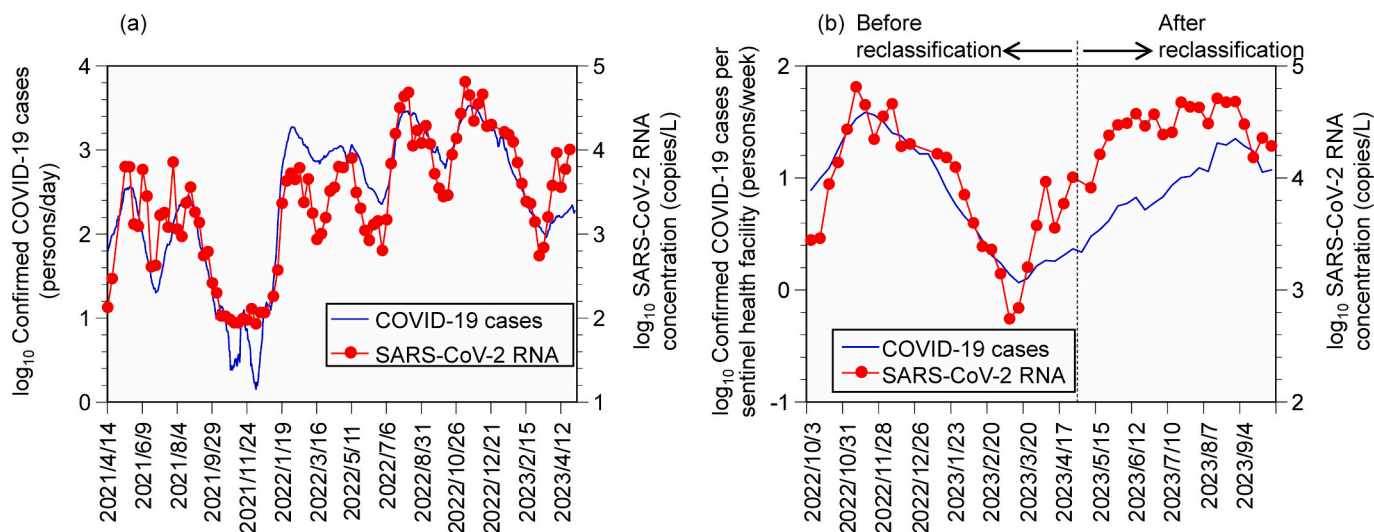 (a)
log10 Confirmed COVID-19 cases
(persons/day)
4
3
2
1
0
5
4
3
2
1
log10 SARS-CoV-2 RNA
concentration (copies/L)
COVID-19 cases
SARS-CoV-2 RNA
2021/4/14
2021/6/9
2021/8/4
2021/9/29
2021/11/24
2022/1/19
2022/3/16
2022/5/11
2022/7/6
2022/8/31
2022/10/26
2022/12/21
2023/2/15
2023/4/12
(b)
Before
reclassification
After
reclassification
log10 Confirmed COVID-19 cases per
sentinel health facility (persons/week)
2
1
0
-1
5
4
3
2
log10 SARS-CoV-2 RNA
concentration (copies/L)
COVID-19 cases
SARS-CoV-2 RNA
2022/10/3
2022/10/31
2022/11/28
2022/12/26
2023/11/23
2023/2/20
2023/3/20
2023/4/17
2023/5/15
2023/6/12
2023/7/10
2023/8/7
2023/9/4